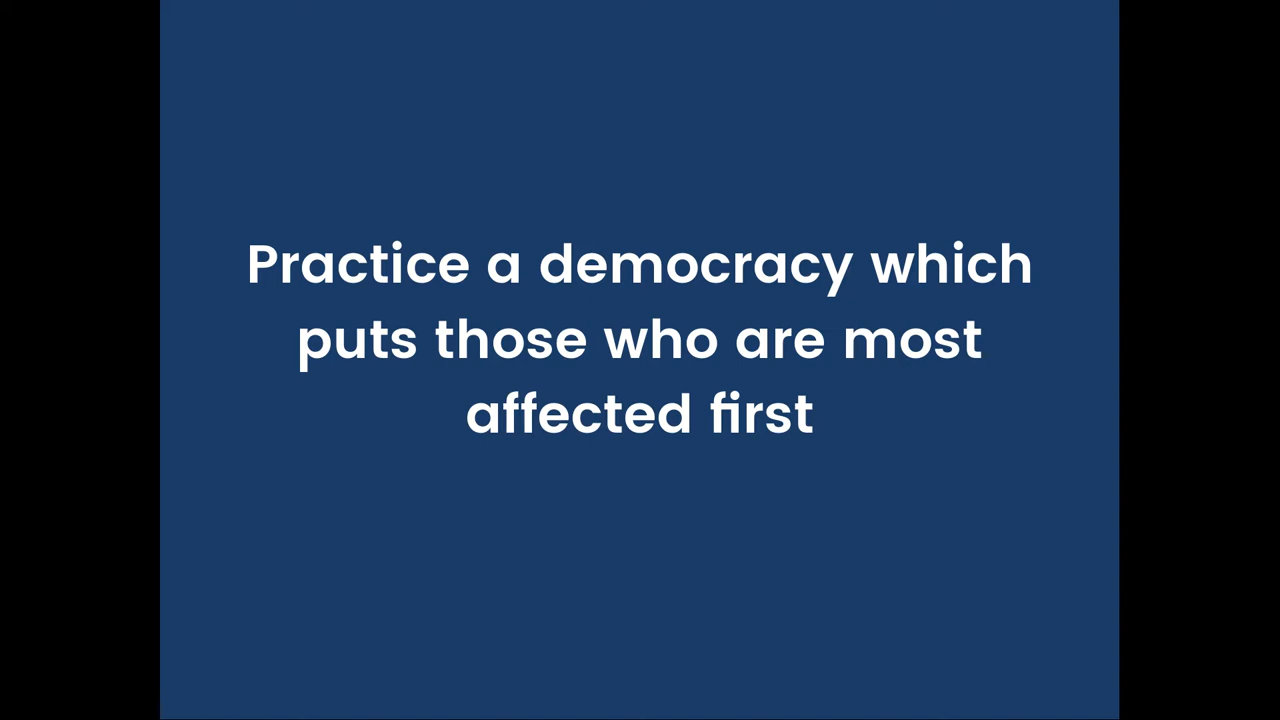 Practice a democracy which
puts those who are most
affected first